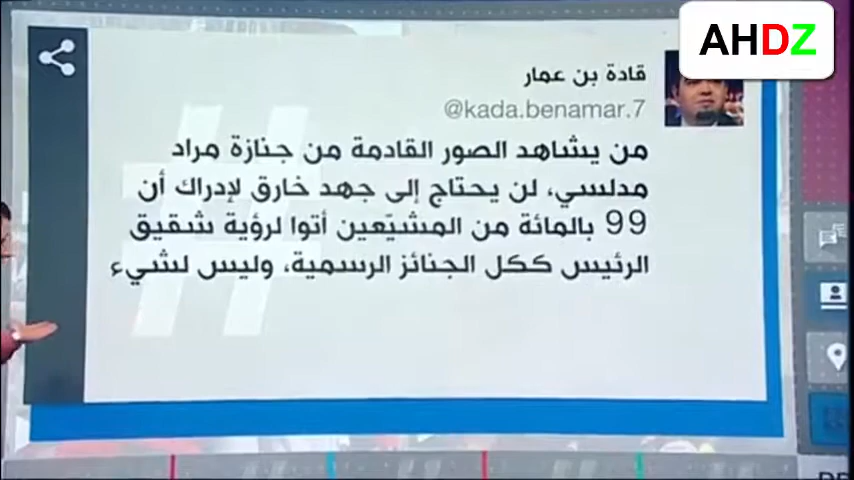 AHDZ
قادة بن عمار
@kada.benamar.7
من يشاهد الصور القادمة من جنازة مراد
مدلسي، لن يحتاج إلى جهد خارق لإدراك أن
99 بالمائة من المشيّعين أتوا لرؤية شقيق
الرئيس ككل الجنائز الرسمية، وليس لشيء